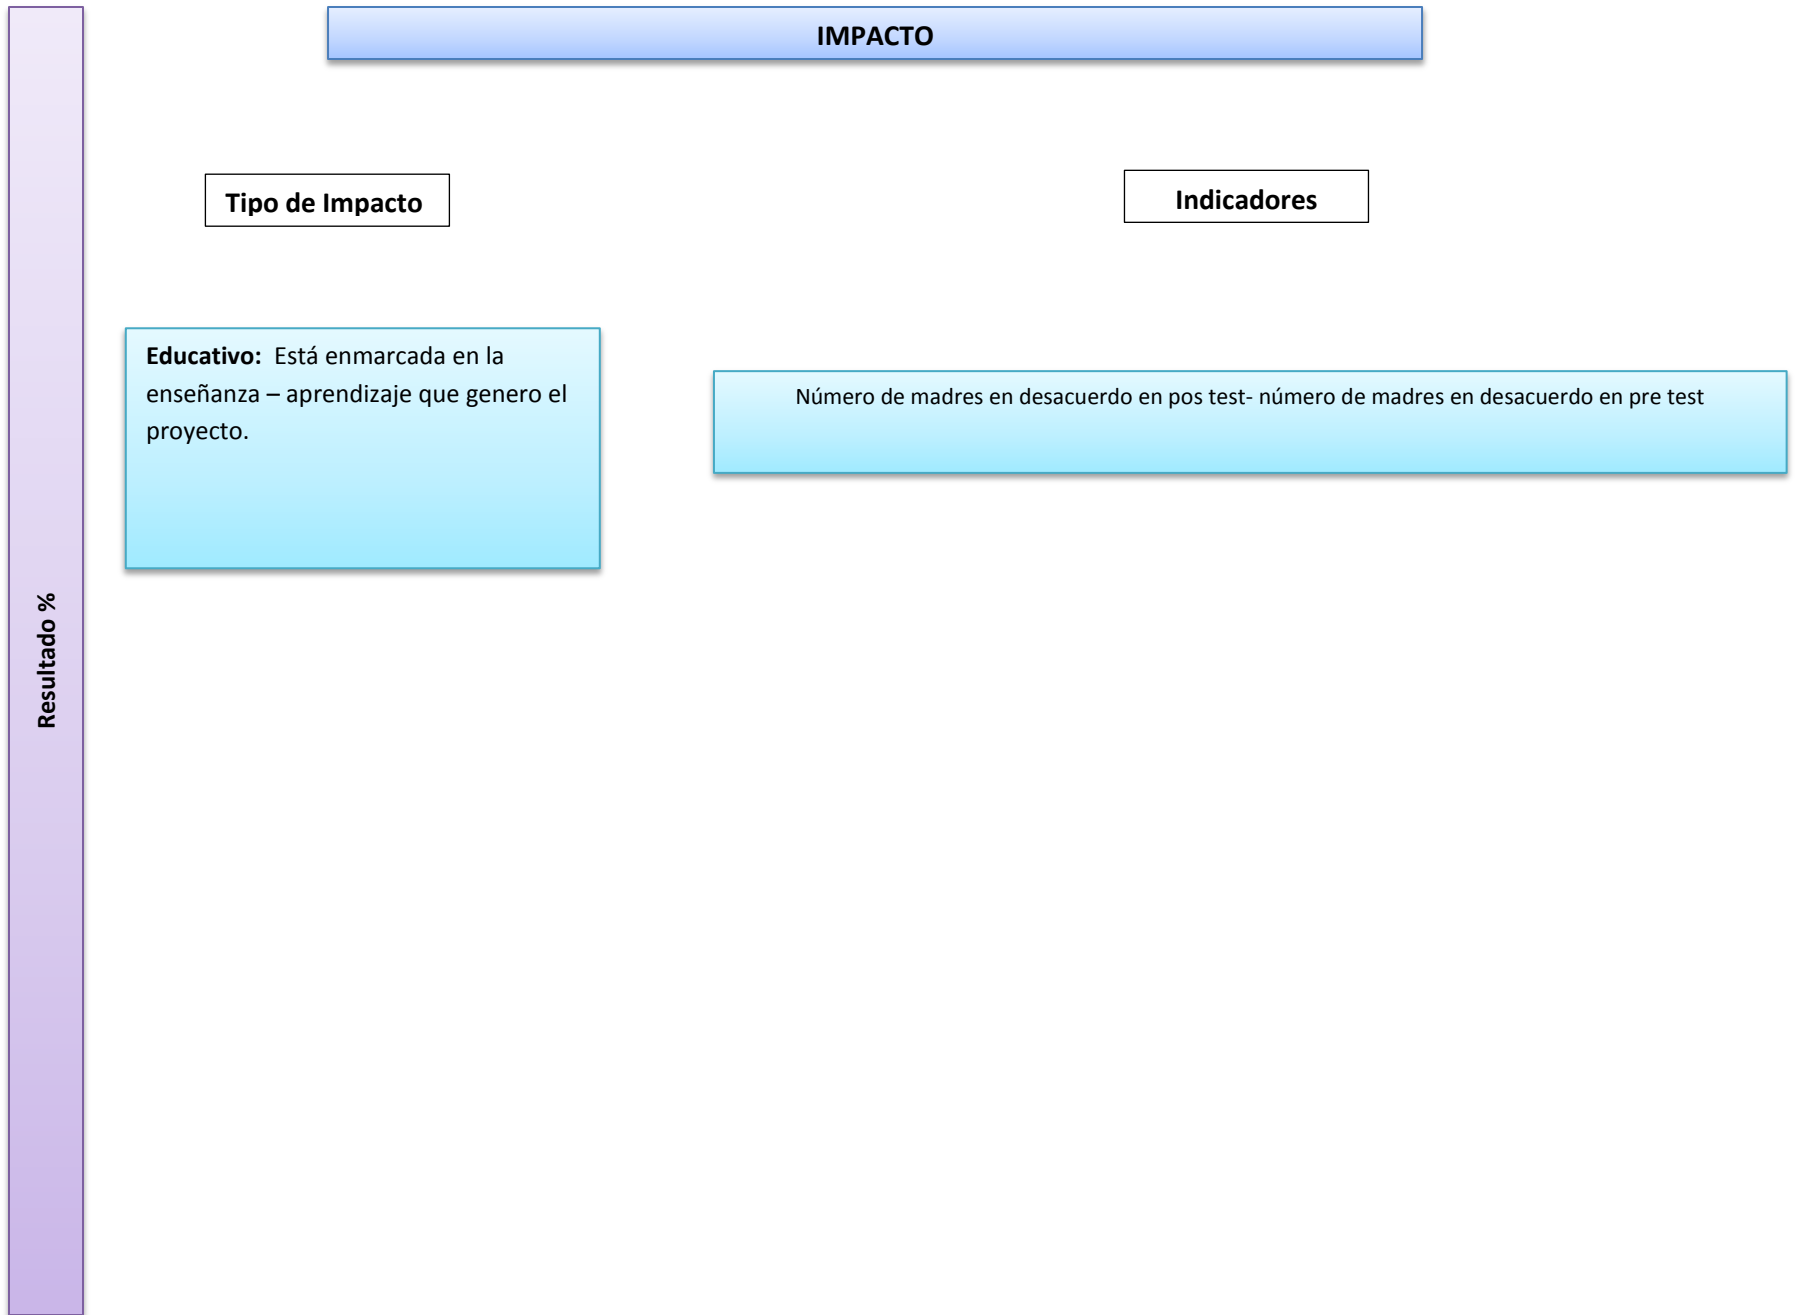 IMPACTO
Tipo de Impacto
Indicadores
Educativo: Está enmarcada en la
enseñanza – aprendizaje que genero el
proyecto.
Número de madres en desacuerdo en pos test- número de madres en desacuerdo en pre test
Resultado %